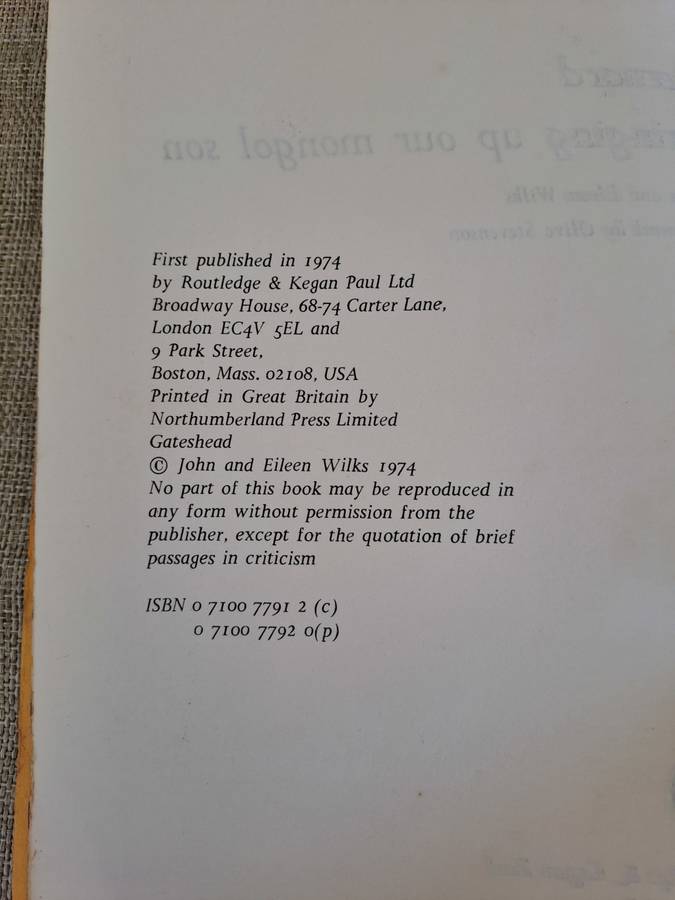 First published in 1974
by Routledge & Kegan Paul Ltd
Broadway House, 68-74 Carter Lane,
London EC4V 5EL and
9 Park Street,
Boston, Mass. 02108, USA
Printed in Great Britain by
Northumberland Press Limited
Gateshead
© John and Eileen Wilks 1974
No part of this book may be reproduced in
any form without permission from the
publisher, except for the quotation of brief
passages in criticism
ISBN 0 7100 7791 2 (c)
0 7100 7792 0(p)